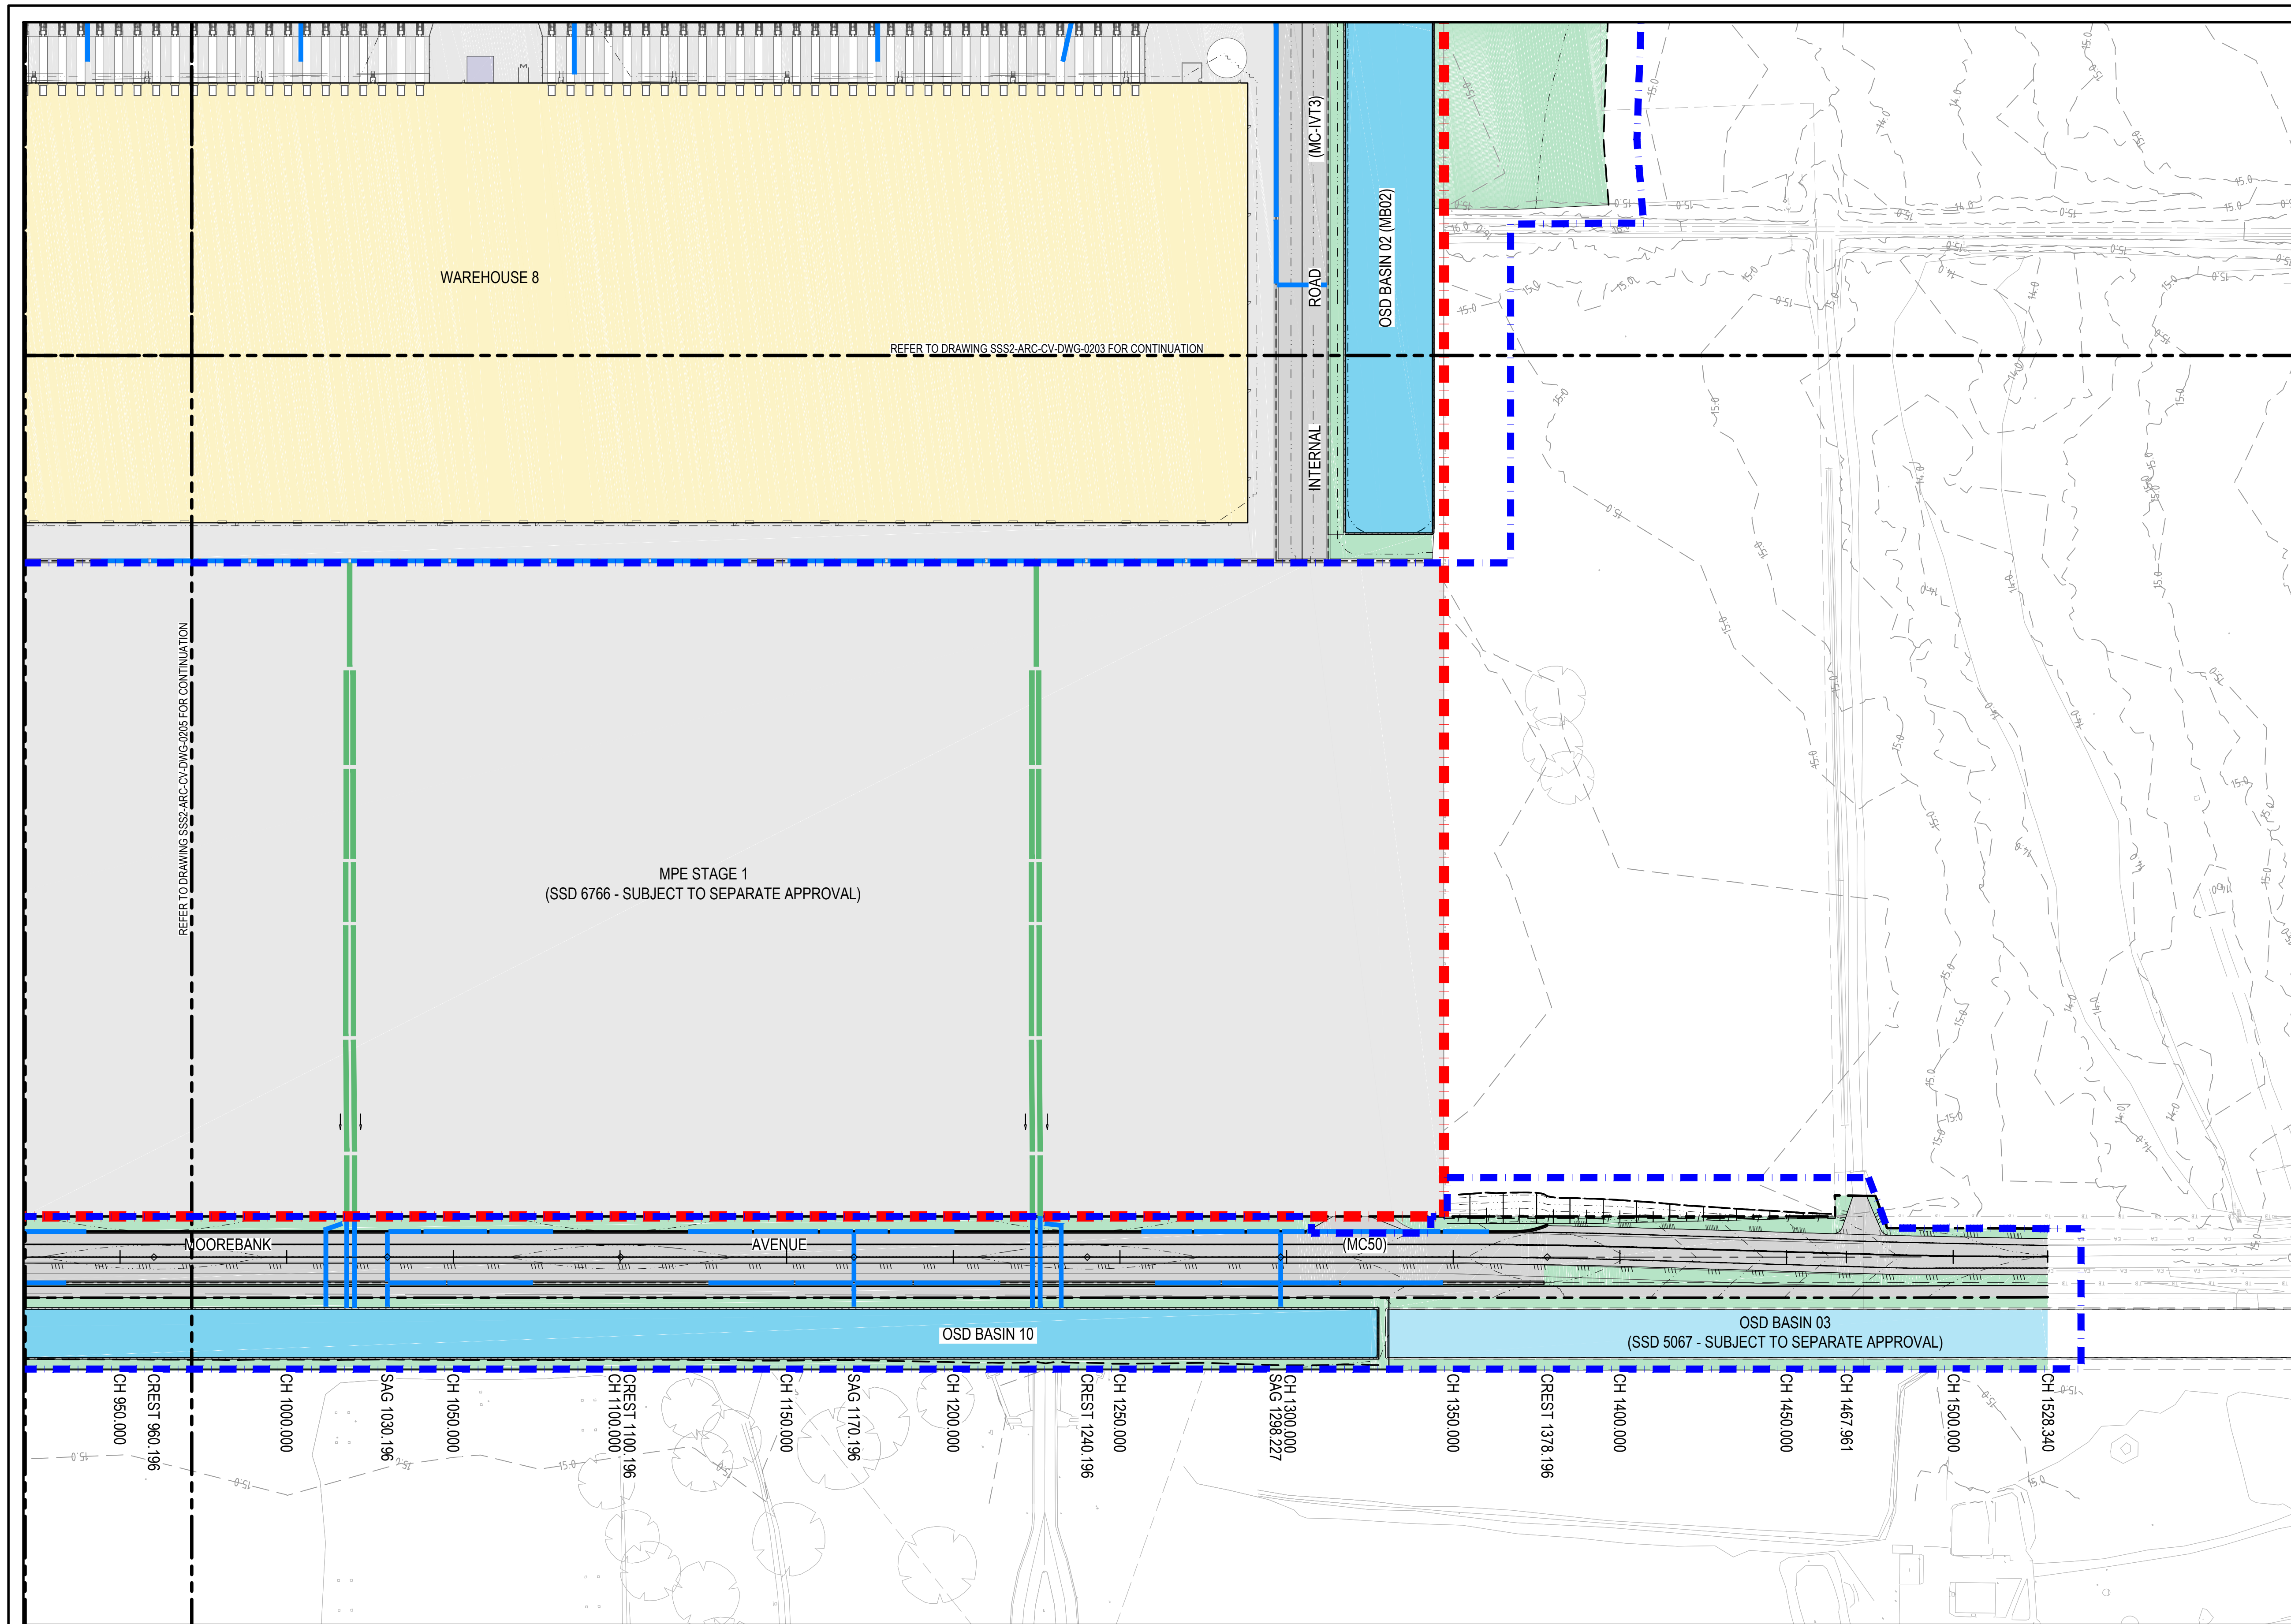 (MC-IVT3)
ROAD
INTERNAL
OSD BASIN 02 (MB02)
WAREHOUSE 8
REFER TO DRAWING SSS2-ARC-CV-DWG-0203 FOR CONTINUATION
REFER TO DRAWING SSS2-ARC-CV-DWG-0205 FOR CONTINUATION
MPE STAGE 1
(SSD 6766 - SUBJECT TO SEPARATE APPROVAL)
MOOREBANK
AVENUE
(MC50)
OSD BASIN 10
OSD BASIN 03
(SSD 5067 - SUBJECT TO SEPARATE APPROVAL)
CH 950.000
CREST 960.196
CH 1000.000
SAG 1030.196
CH 1050.000
CH 1100.000
CREST 1100.196
CH 1150.000
SAG 1170.196
CH 1200.000
CREST 1240.196
CH 1250.000
SAG 1298.227
CH 1300.000
CH 1350.000
CREST 1378.196
CH 1400.000
CH 1450.000
CH 1467.961
CH 1500.000
CH 1528.340